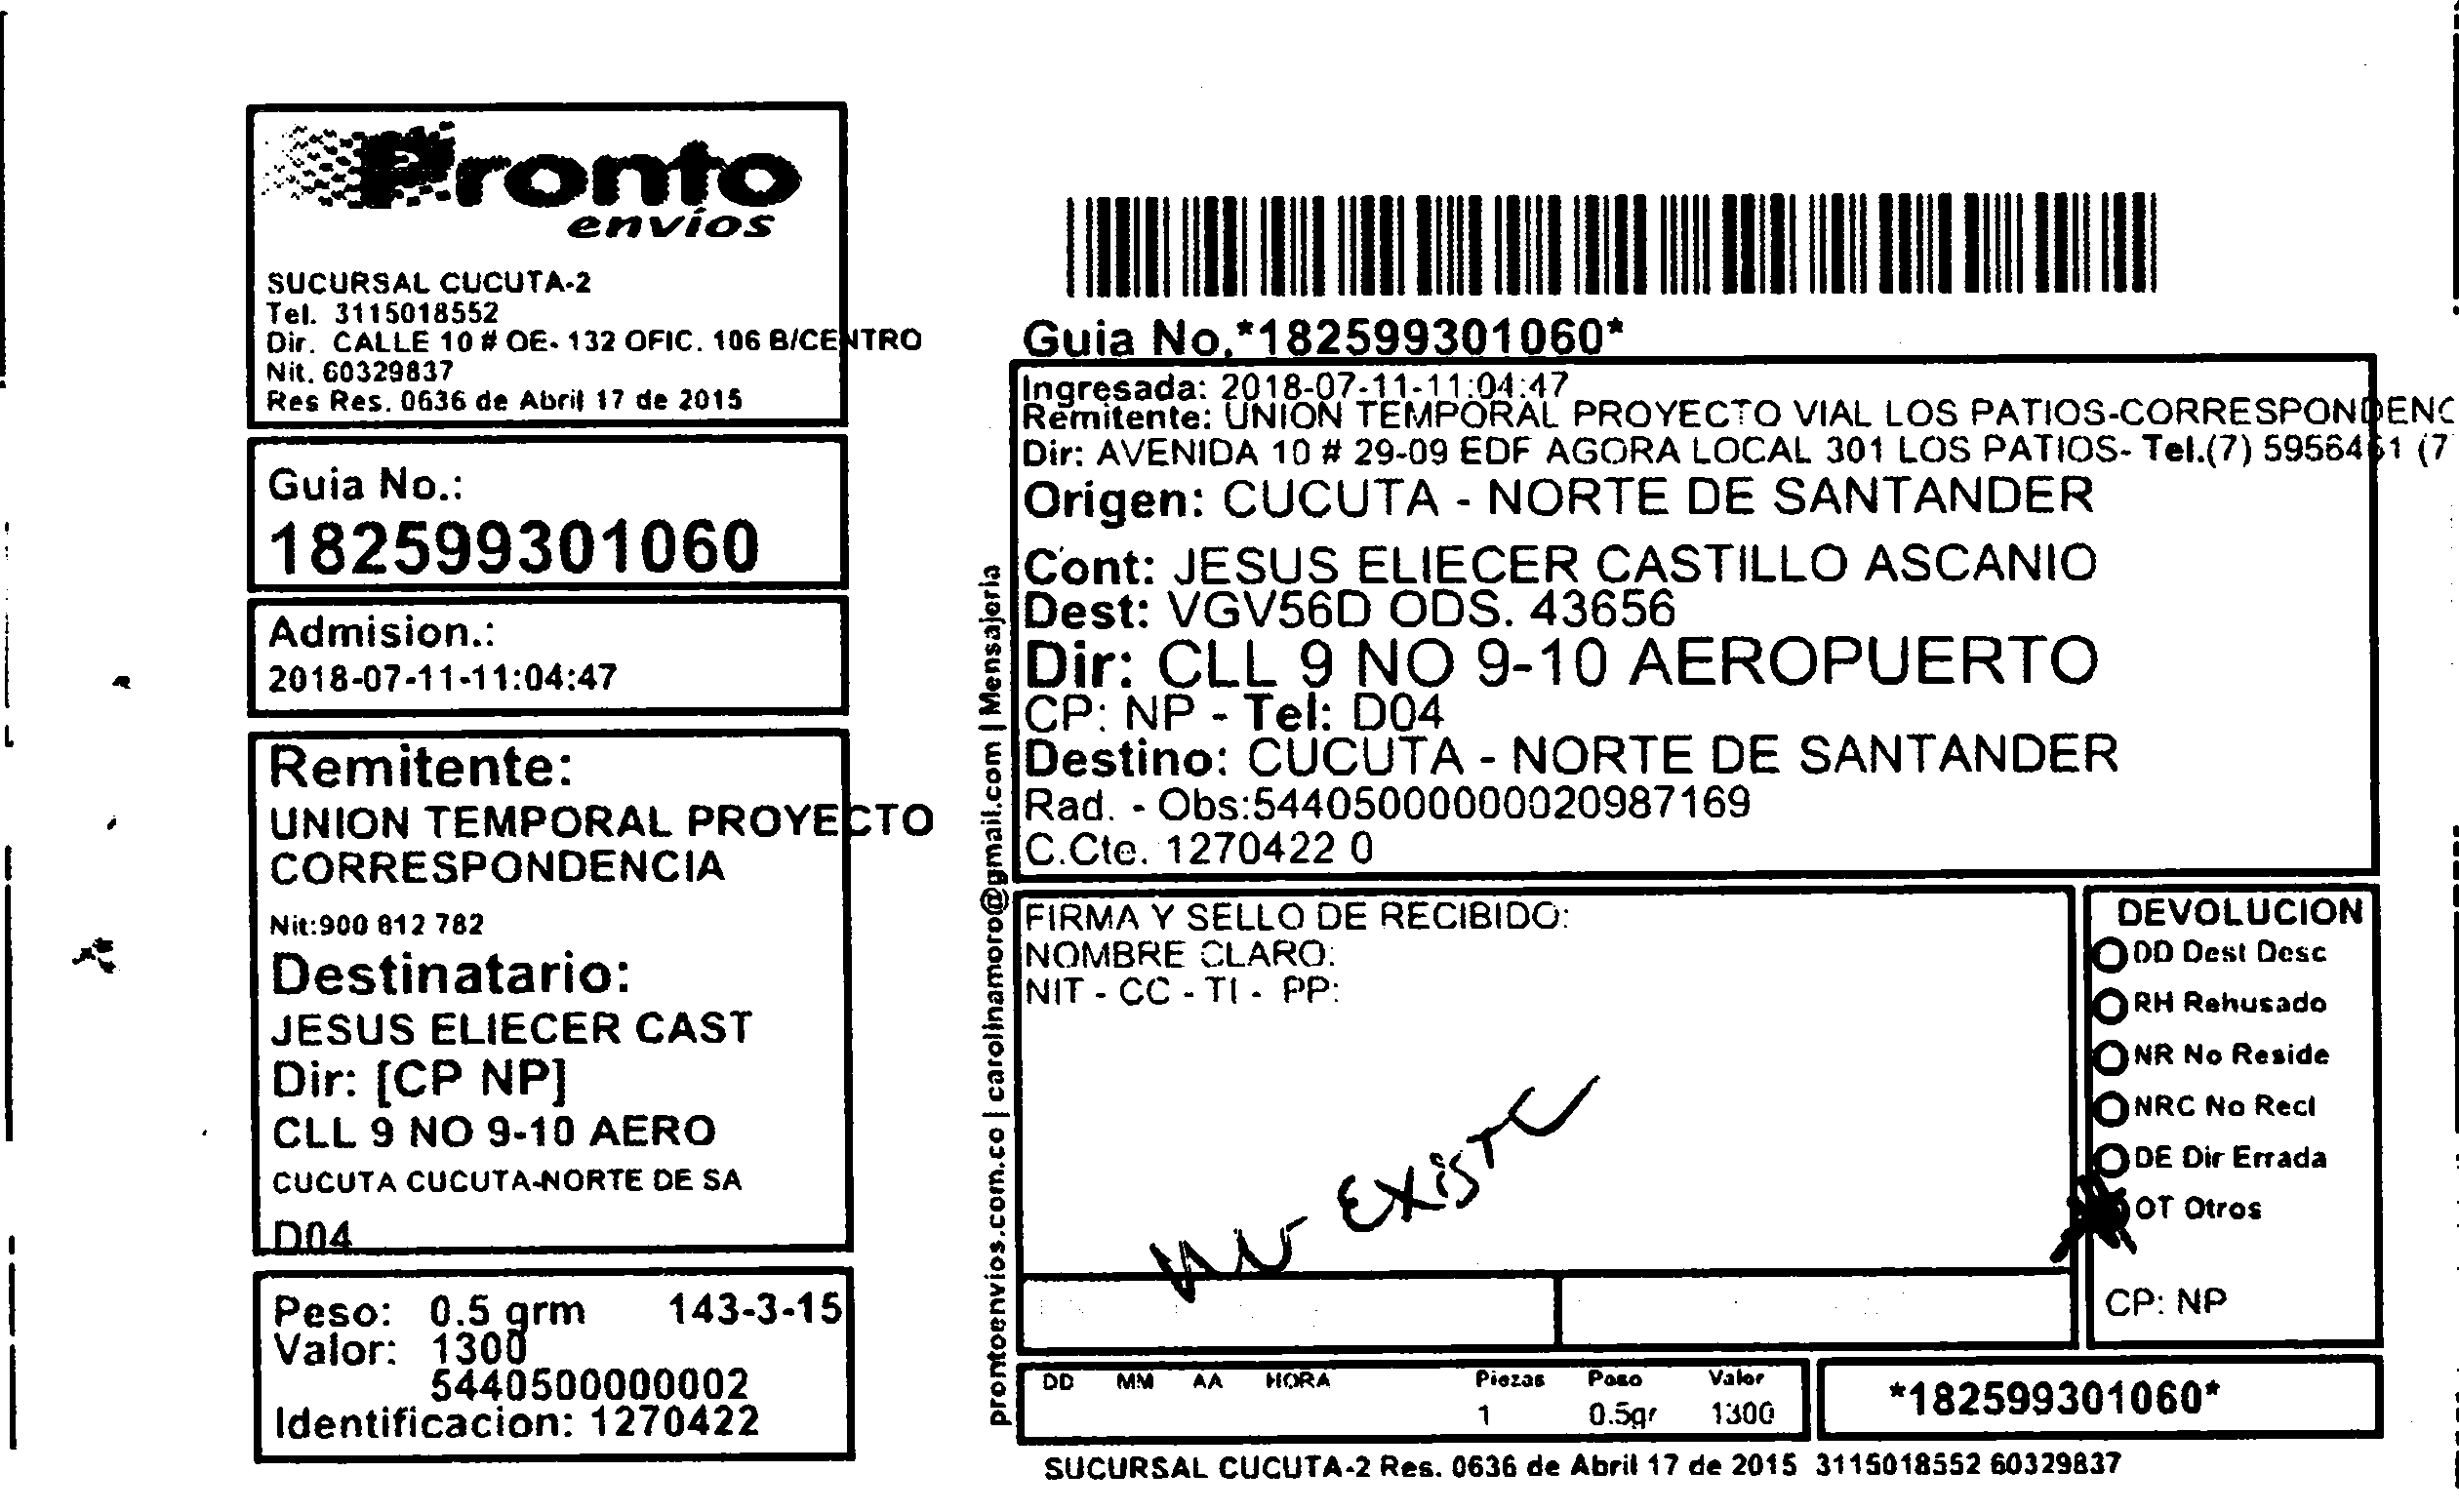 Pronto
envíos
SUCURSAL CUCUTA-2
Tel. 3115018552
Dir. CALLE 10 # OE- 132 OFIC. 106 B/CENTRO
Nit. 60329837
Res Res. 0636 de Abril 17 de 2015
Guia No.:
182599301060
Admision.:
2018-07-11-11:04:47
Remitente:
UNION TEMPORAL PROYECTO
CORRESPONDENCIA
Nit:900 812 782
Destinatario:
JESUS ELIECER CAST
Dir: [CP NP]
CLL 9 NO 9-10 AERO
CUCUTA CUCUTA-NORTE DE SA
D04
Peso: 0.5 grm 143-3-15
Valor: 1300
5440500000002
Identificacion: 1270422
prontoenvios.com.co | carolinamoro@gmail.com | Mensajeria
Guia No.*182599301060*
Ingresada: 2018-07-11-11:04:47
Remitente: UNION TEMPORAL PROYECTO VIAL LOS PATIOS-CORRESPONDENC
Dir: AVENIDA 10 # 29-09 EDF AGORA LOCAL 301 LOS PATIOS- Tel.(7) 5956461 (7
Origen: CUCUTA - NORTE DE SANTANDER
Cont: JESUS ELIECER CASTILLO ASCANIO
Dest: VGV56D ODS. 43656
Dir: CLL 9 NO 9-10 AEROPUERTO
CP: NP - Tel: D04
Destino: CUCUTA - NORTE DE SANTANDER
Rad. - Obs:54405000000020987169
C.Cte. 1270422 0
FIRMA Y SELLO DE RECIBIDO:
NOMBRE CLARO:
NIT - CC - TI - PP:
No Existe
DEVOLUCION
DD Dest Desc
RH Rehusado
NR No Reside
NRC No Recl
DE Dir Errada
OT Otros
CP: NP
DD MM AA HORA Piezas Peso Valor
1 0.5gr 1300
*182599301060*
SUCURSAL CUCUTA-2 Res. 0636 de Abril 17 de 2015 3115018552 60329837